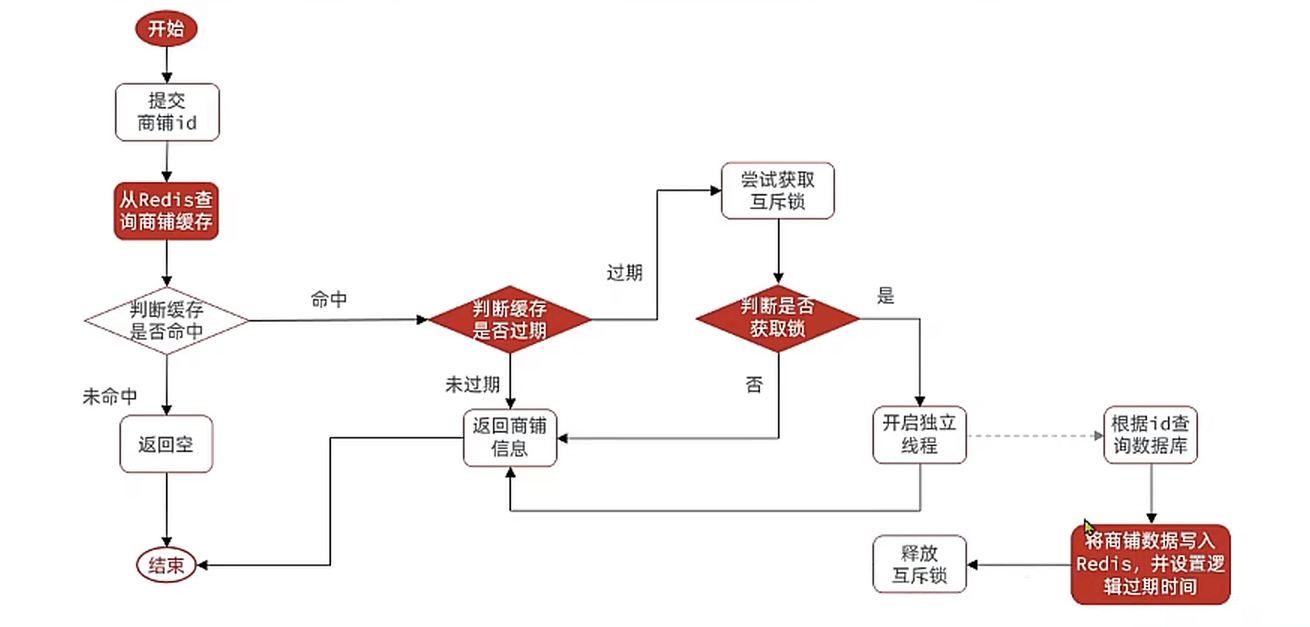 开始
提交
商铺id
从Redis查
询商铺缓存
判断缓存
是否命中
命中
未命中
返回空
结束
判断缓存
是否过期
过期
未过期
返回商铺
信息
尝试获取
互斥锁
判断是否
获取锁
是
否
开启独立
线程
根据id查
询数据库
将商铺数据写入
Redis，并设置逻
辑过期时间
释放
互斥锁